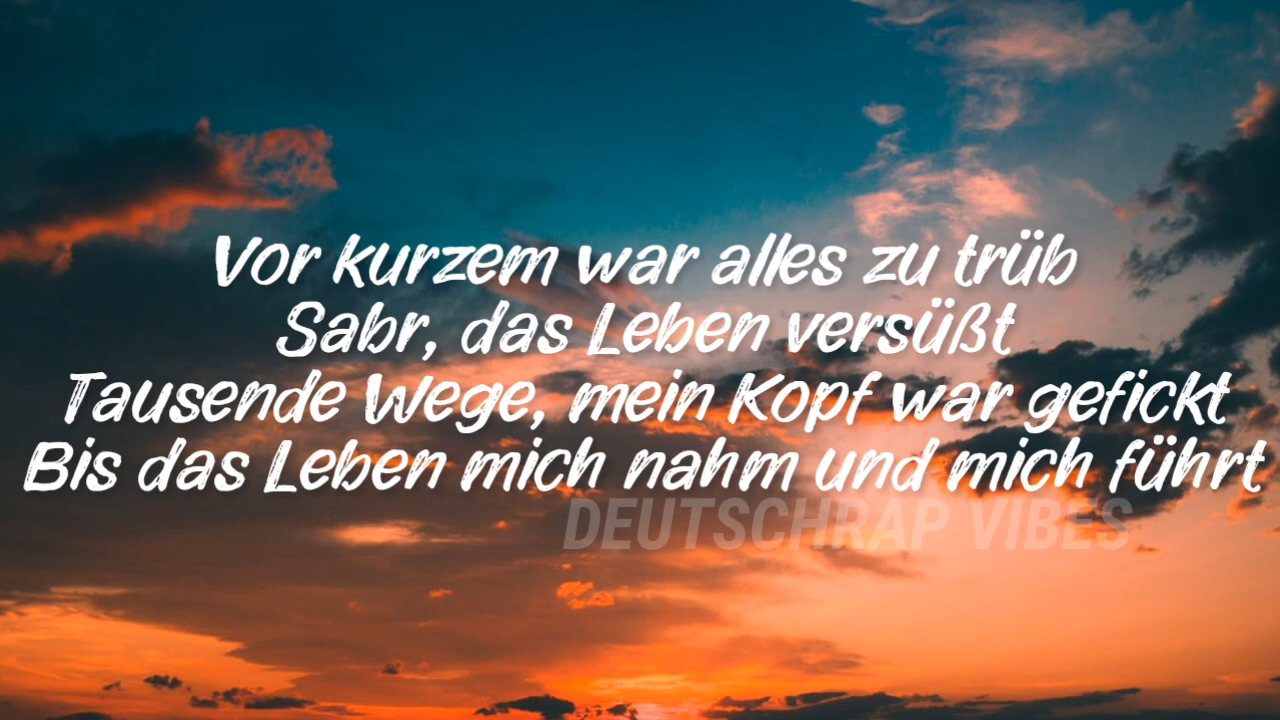 Vor kurzem war alles zu trüb
Sabr, das Leben versüßt
Tausende Wege, mein Kopf war gefickt
Bis das Leben mich nahm und mich führt
DEUTSCHRAP VIBES